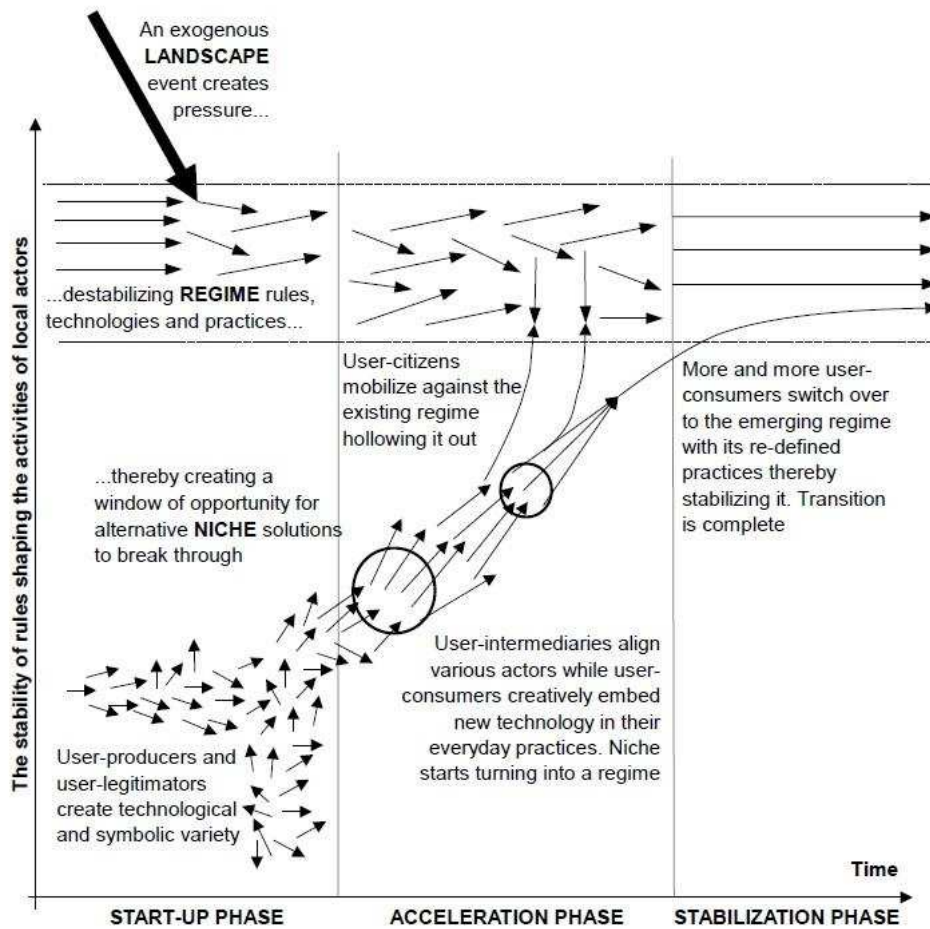 An exogenous
LANDSCAPE
event creates
pressure...
The stability of rules shaping the activities of local actors
...destabilizing REGIME rules,
technologies and practices...
User-citizens
mobilize against the
existing regime
hollowing it out
More and more user-
consumers switch over
to the emerging regime
with its re-defined
practices thereby
stabilizing it. Transition
is complete
...thereby creating a
window of opportunity for
alternative NICHE solutions
to break through
User-intermediaries align
various actors while user-
consumers creatively embed
new technology in their
everyday practices. Niche
starts turning into a regime
User-producers and
user-legitimators
create technological
and symbolic variety
Time
START-UP PHASE
ACCELERATION PHASE
STABILIZATION PHASE